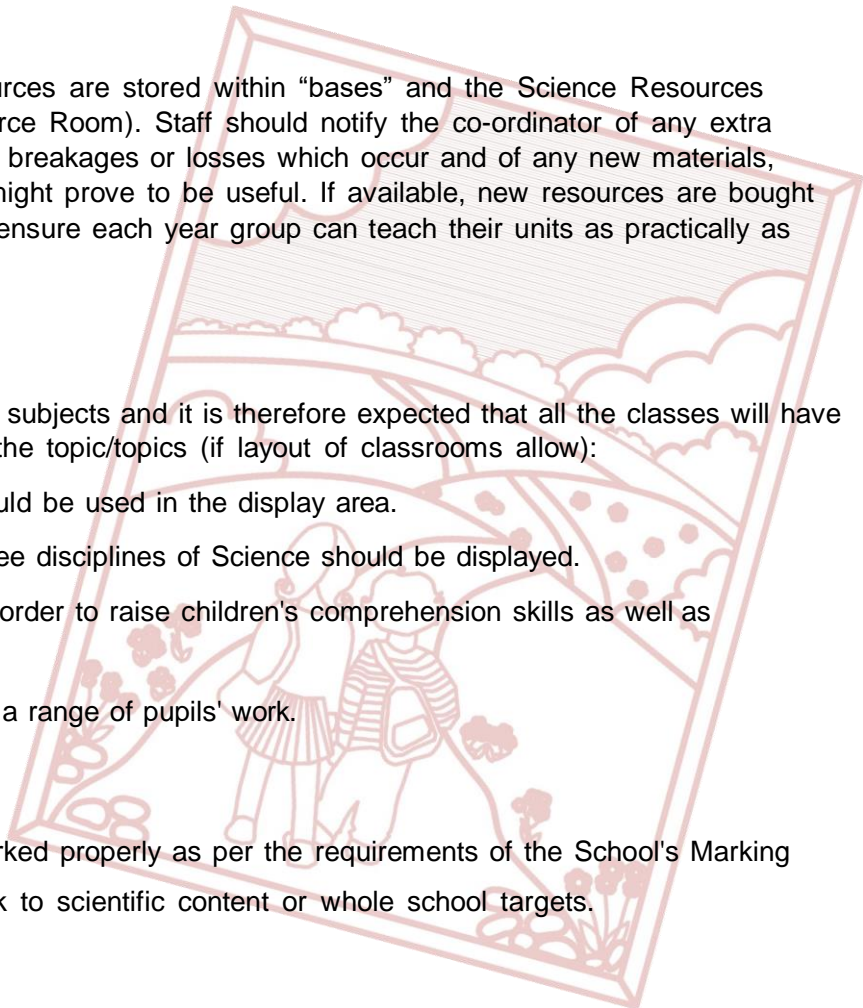 urces are stored within “bases” and the Science Resources
rce Room). Staff should notify the co-ordinator of any extra
breakages or losses which occur and of any new materials,
might prove to be useful. If available, new resources are bought
ensure each year group can teach their units as practically as
subjects and it is therefore expected that all the classes will have
the topic/topics (if layout of classrooms allow):
uld be used in the display area.
ee disciplines of Science should be displayed.
order to raise children's comprehension skills as well as
a range of pupils' work.
rked properly as per the requirements of the School's Marking
k to scientific content or whole school targets.